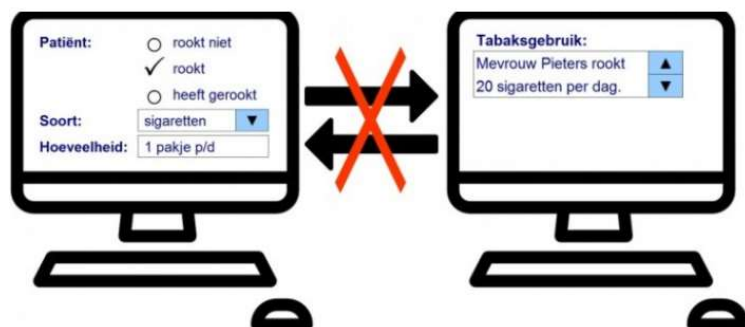 Patiënt:
rookt niet
rookt
heeft gerookt
Soort:
sigaretten
Hoeveelheid:
1 pakje p/d
Tabaksgebruik:
Mevrouw Pieters rookt
20 sigaretten per dag.